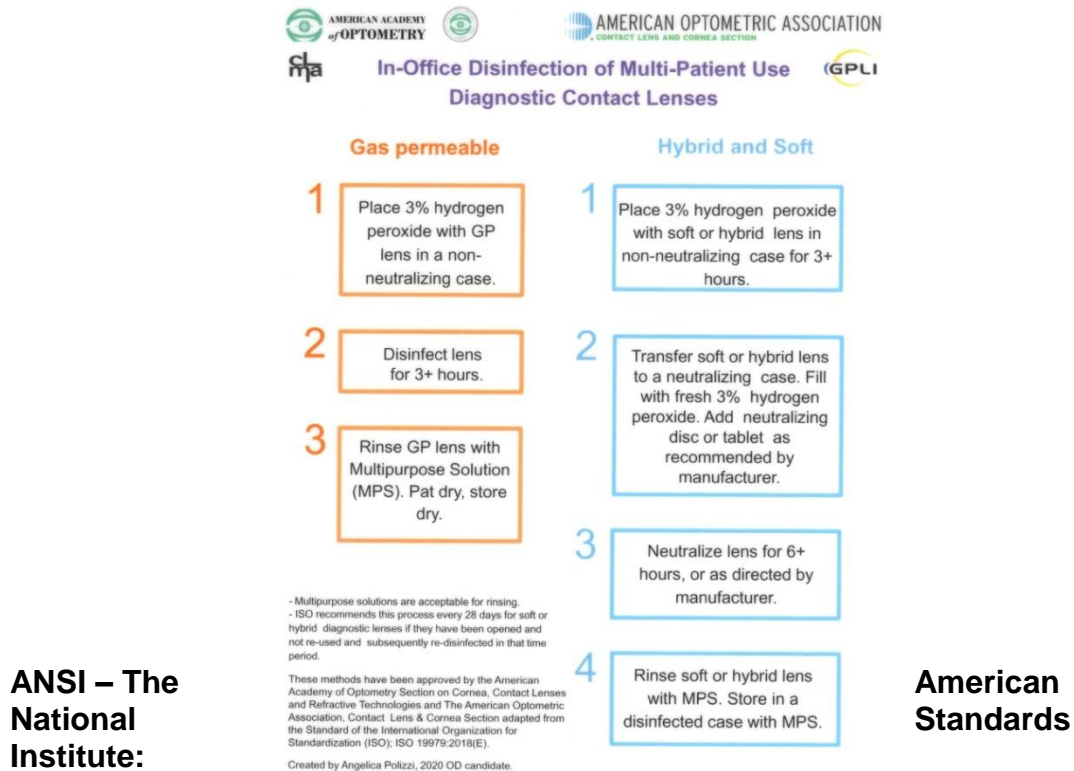 AMERICAN ACADEMY
of OPTOMETRY
AMERICAN OPTOMETRIC ASSOCIATION
CONTACT LENS AND CORNEA SECTION
clma
In-Office Disinfection of Multi-Patient Use
Diagnostic Contact Lenses
GPLI
Gas permeable
1
Place 3% hydrogen
peroxide with GP
lens in a non-
neutralizing case.
2
Disinfect lens
for 3+ hours.
3
Rinse GP lens with
Multipurpose Solution
(MPS). Pat dry, store
dry.
Hybrid and Soft
1
Place 3% hydrogen peroxide
with soft or hybrid lens in
non-neutralizing case for 3+
hours.
2
Transfer soft or hybrid lens
to a neutralizing case. Fill
with fresh 3% hydrogen
peroxide. Add neutralizing
disc or tablet as
recommended by
manufacturer.
3
Neutralize lens for 6+
hours, or as directed by
manufacturer.
4
Rinse soft or hybrid lens
with MPS. Store in a
disinfected case with MPS.
- Multipurpose solutions are acceptable for rinsing.
- ISO recommends this process every 28 days for soft or
hybrid diagnostic lenses if they have been opened and
not re-used and subsequently re-disinfected in that time
period.
These methods have been approved by the American
Academy of Optometry Section on Cornea, Contact Lenses
and Refractive Technologies and The American Optometric
Association, Contact Lens & Cornea Section adapted from
the Standard of the International Organization for
Standardization (ISO); ISO 19979:2018(E).
Created by Angelica Polizzi, 2020 OD candidate.
ANSI – The American
National Standards
Institute: